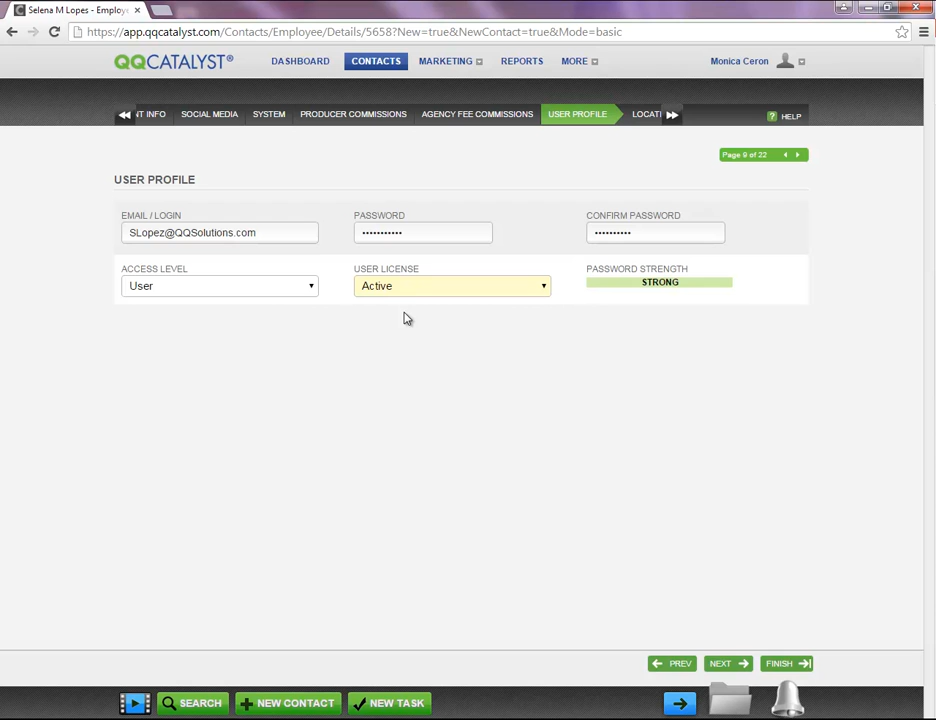 Selena M Lopes - Employe
https://app.qqcatalyst.com/Contacts/Employee/Details/5658?New=true&NewContact=true&Mode=basic
QQCATALYST® DASHBOARD CONTACTS MARKETING REPORTS MORE Monica Ceron
NT INFO SOCIAL MEDIA SYSTEM PRODUCER COMMISSIONS AGENCY FEE COMMISSIONS USER PROFILE LOCATI ? HELP
Page 9 of 22
USER PROFILE
EMAIL / LOGIN PASSWORD CONFIRM PASSWORD
SLopez@QQSolutions.com ••••••••••• ••••••••••
ACCESS LEVEL USER LICENSE PASSWORD STRENGTH
User Active STRONG
PREV NEXT FINISH
SEARCH NEW CONTACT NEW TASK